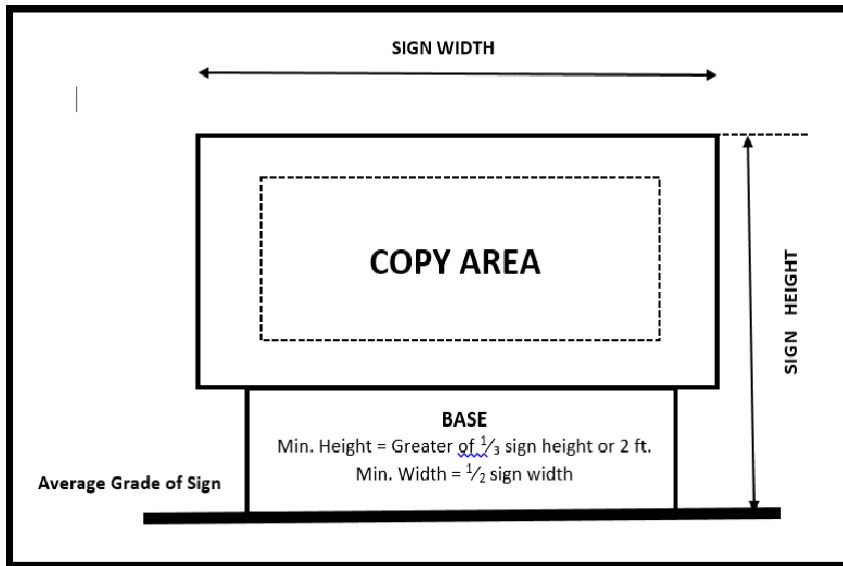 SIGN WIDTH
COPY AREA
SIGN HEIGHT
BASE
Min. Height = Greater of 1/3 sign height or 2 ft.
Min. Width = 1/2 sign width
Average Grade of Sign